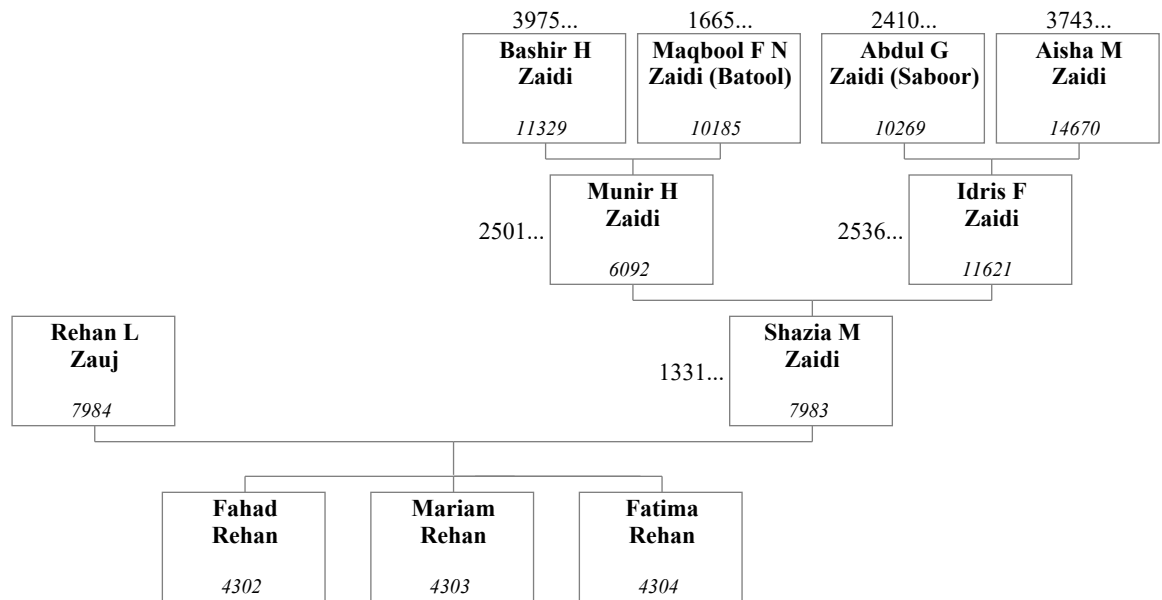 3975...
1665...
2410...
3743...
Bashir H
Zaidi
11329
Maqbool F N
Zaidi (Batool)
10185
Abdul G
Zaidi (Saboor)
10269
Aisha M
Zaidi
14670
2501...
Munir H
Zaidi
6092
2536...
Idris F
Zaidi
11621
Rehan L
Zauj
7984
1331...
Shazia M
Zaidi
7983
Fahad
Rehan
4302
Mariam
Rehan
4303
Fatima
Rehan
4304